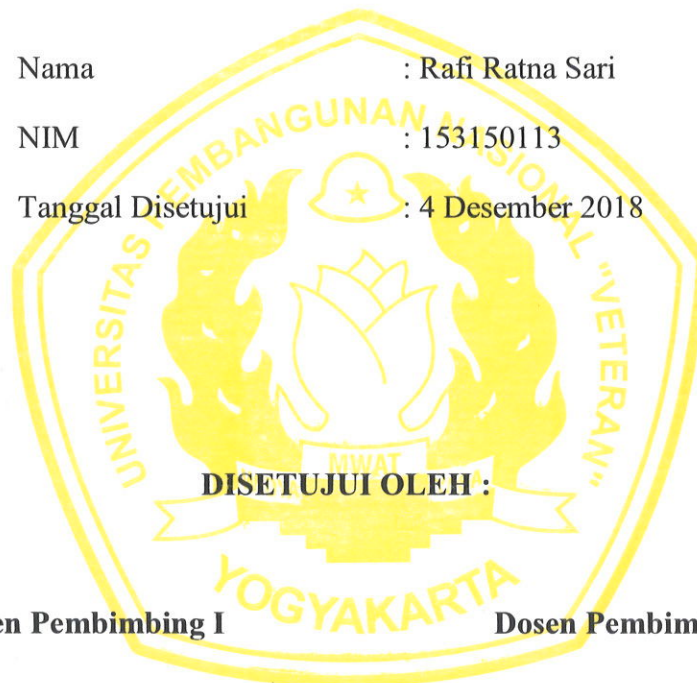 Nama : Rafi Ratna Sari
NIM : 153150113
Tanggal Disetujui : 4 Desember 2018
UNIVERSITAS PEMBANGUNAN NASIONAL "VETERAN"
MWAT
DISETUJUI OLEH :
YOGYAKARTA
en Pembimbing I Dosen Pembim